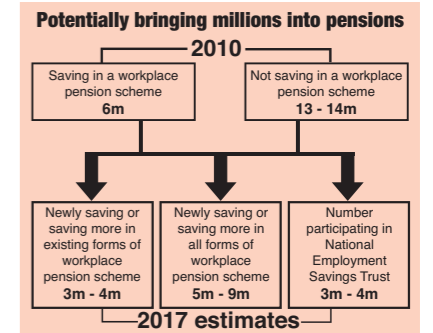 Potentially bringing millions into pensions
2010
Saving in a workplace
pension scheme
6m
Not saving in a workplace
pension scheme
13 - 14m
Newly saving or
saving more in
existing forms of
workplace
pension scheme
3m - 4m
Newly saving or
saving more in
all forms of
workplace
pension scheme
5m - 9m
Number
participating in
National
Employment
Savings Trust
3m - 4m
2017 estimates